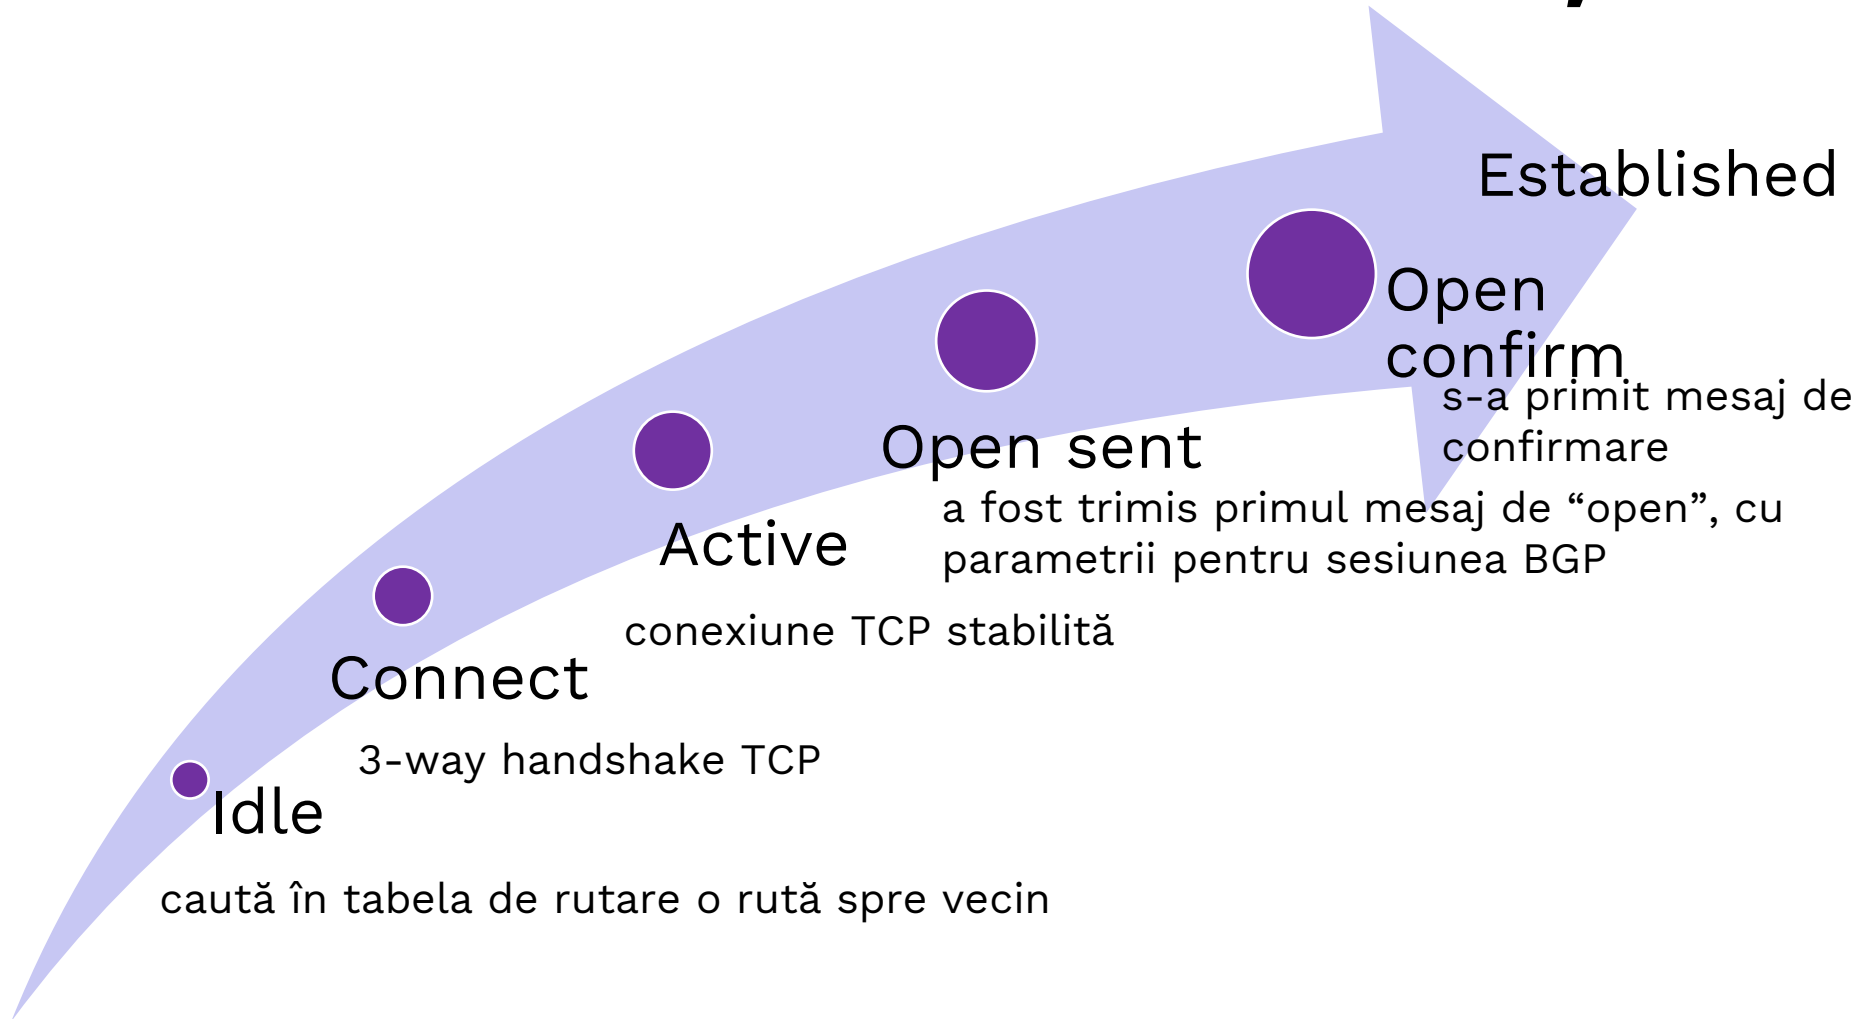 Established
Open
confirm
s-a primit mesaj de
confirmare
Open sent
a fost trimis primul mesaj de “open”, cu
parametrii pentru sesiunea BGP
Active
conexiune TCP stabilită
Connect
3-way handshake TCP
Idle
caută în tabela de rutare o rută spre vecin